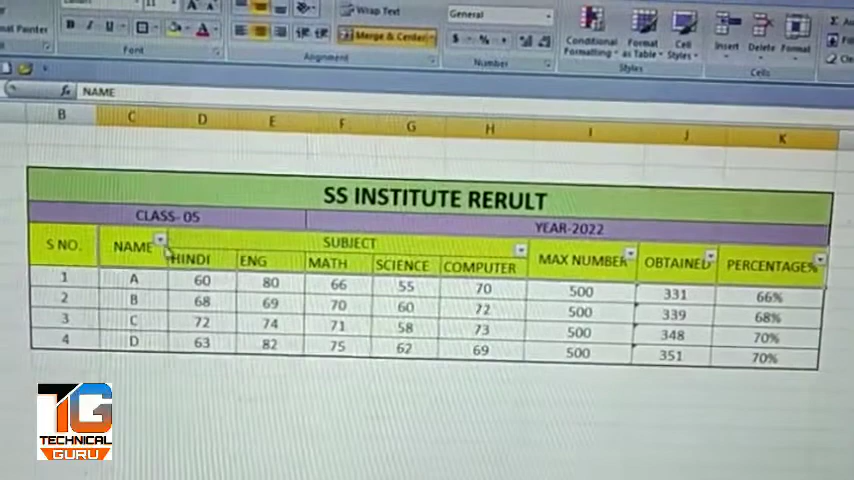 Wrap Text
General
Painter
B I U
Merge & Center
$ % ,
Conditional Formatting
Format as Table
Cell Styles
Insert Delete Format
Font
Alignment
Number
Styles
Cells
fx NAME
B C D E F G H I J K
SS INSTITUTE RERULT
CLASS- 05 YEAR-2022
S NO. NAME SUBJECT MAX NUMBER OBTAINED PERCENTAGE%
HINDI ENG MATH SCIENCE COMPUTER
1 A 60 80 66 55 70 500 331 66%
2 B 68 69 70 60 72 500 339 68%
3 C 72 74 71 58 73 500 348 70%
4 D 63 82 75 62 69 500 351 70%
TG
TECHNICAL
GURU